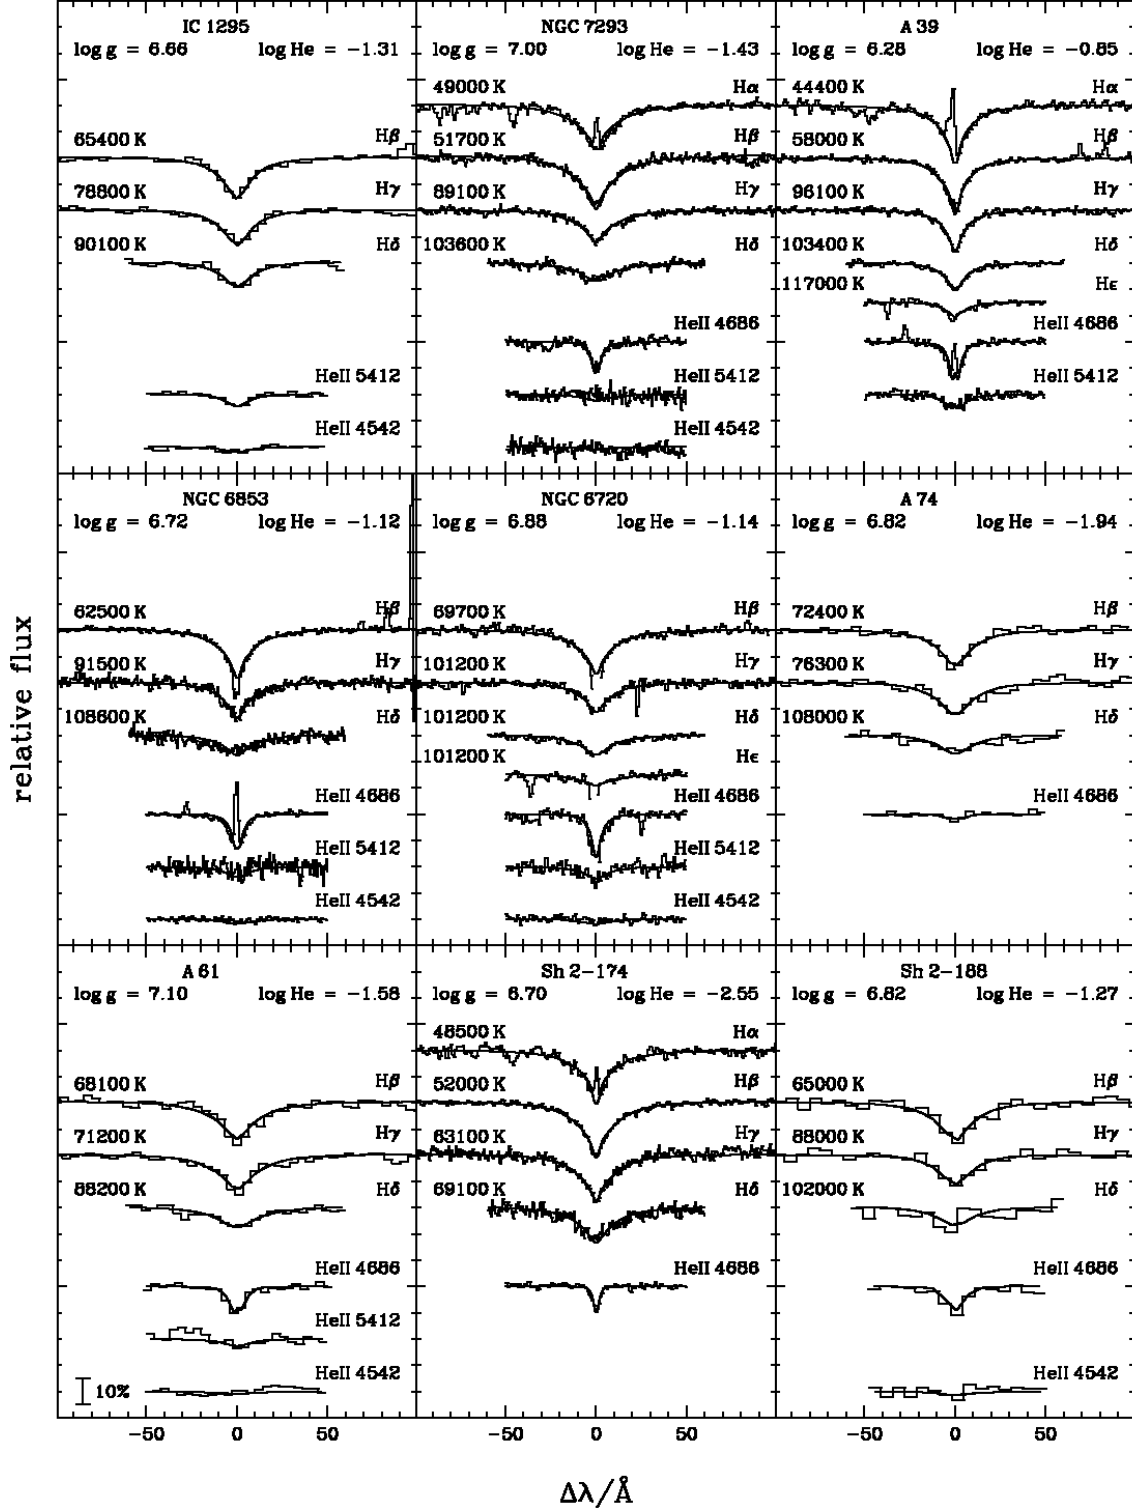 IC 1295
log g = 6.66 log He = −1.31
65400 K Hβ
78800 K Hγ
90100 K Hδ
HeII 5412
HeII 4542
NGC 7293
log g = 7.00 log He = −1.43
49000 K Hα
51700 K Hβ
89100 K Hγ
103600 K Hδ
HeII 4686
HeII 5412
HeII 4542
A 39
log g = 6.28 log He = −0.85
44400 K Hα
58000 K Hβ
96100 K Hγ
103400 K Hδ
117000 K Hε
HeII 4686
HeII 5412
NGC 6853
log g = 6.72 log He = −1.12
62500 K Hβ
91500 K Hγ
108600 K Hδ
HeII 4686
HeII 5412
HeII 4542
NGC 6720
log g = 6.88 log He = −1.14
69700 K Hβ
101200 K Hγ
101200 K Hδ
101200 K Hε
HeII 4686
HeII 5412
HeII 4542
A 74
log g = 6.82 log He = −1.94
72400 K Hβ
76300 K Hγ
108000 K Hδ
HeII 4686
A 61
log g = 7.10 log He = −1.58
68100 K Hβ
71200 K Hγ
88200 K Hδ
HeII 4686
HeII 5412
HeII 4542
10%
Sh 2−174
log g = 6.70 log He = −2.55
48500 K Hα
52000 K Hβ
63100 K Hγ
69100 K Hδ
HeII 4686
Sh 2−188
log g = 6.82 log He = −1.27
65000 K Hβ
88000 K Hγ
102000 K Hδ
HeII 4686
HeII 4542
−50 0 50 −50 0 50 −50 0 50
Δλ/Å
relative flux